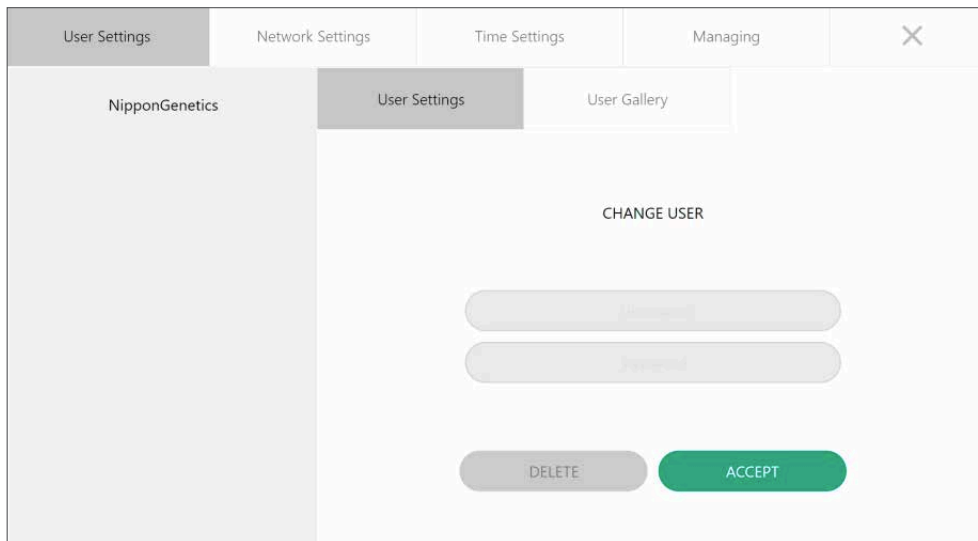 User Settings
Network Settings
Time Settings
Managing
NipponGenetics
User Settings
User Gallery
CHANGE USER
DELETE
ACCEPT